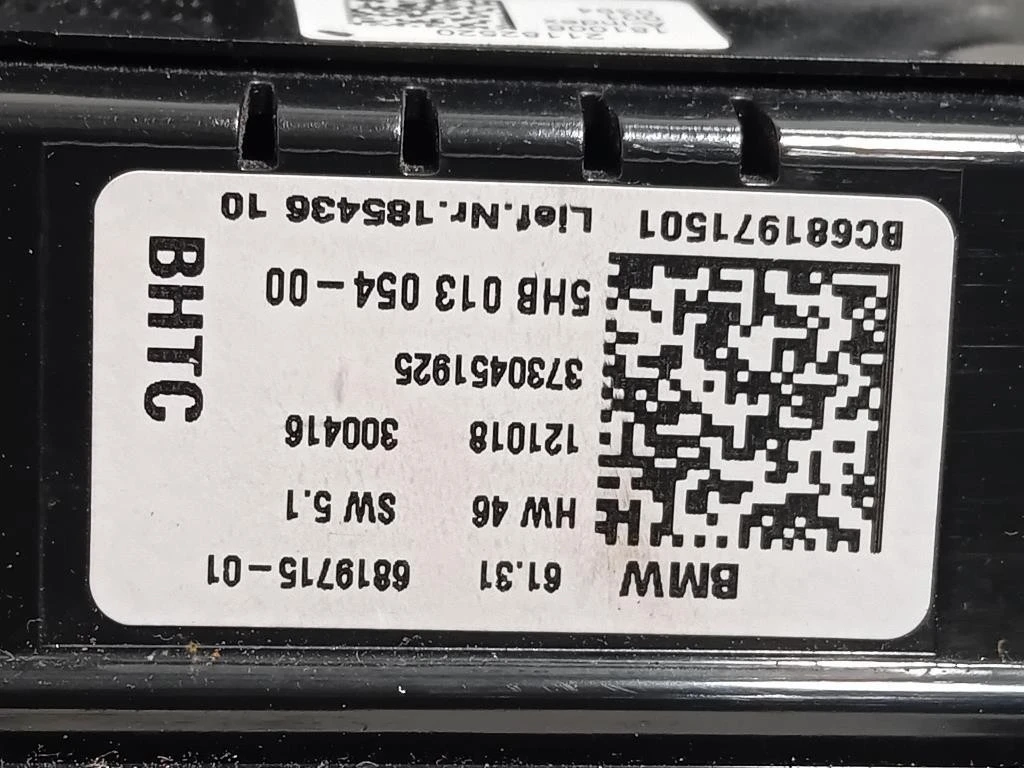 BMW 61.31 6819715-01
HW 46 SW 5.1
121018 300416
3730451925
5HB 013 054-00
BC681971501 Lief.Nr.185436 10
BHTC